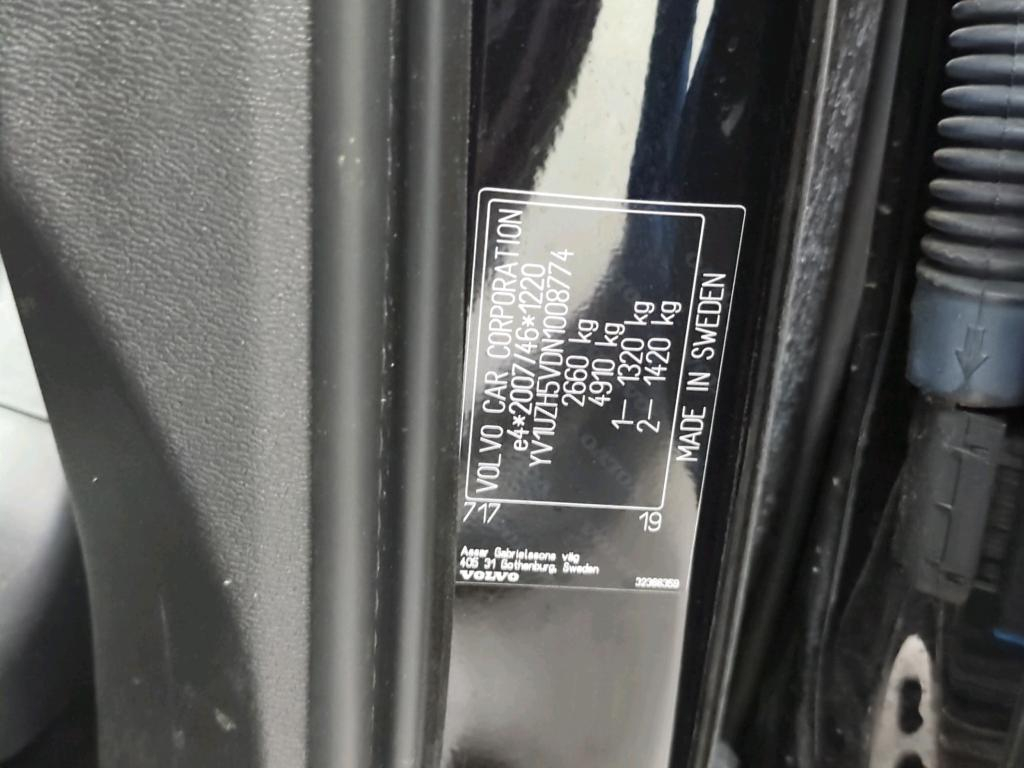 VOLVO CAR CORPORATION
e4*2007/46*1220
YV1UZH5VDN1008774
2660 kg
4910 kg
1– 1320 kg
2– 1420 kg
MADE IN SWEDEN
717
19
Assar Gabrielssons väg
405 31 Gothenburg, Sweden
VOLVO
32366359